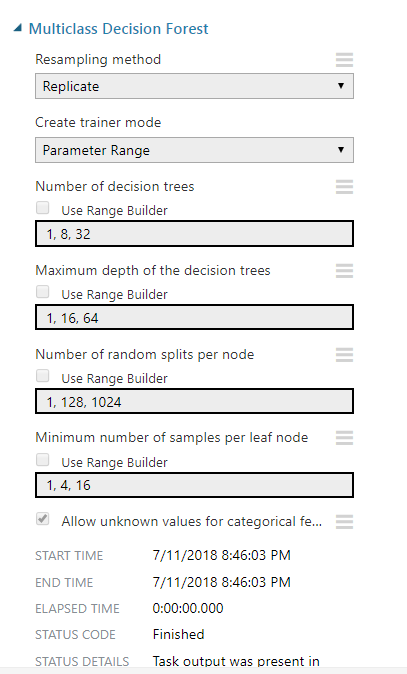 Multiclass Decision Forest
Resampling method
Replicate
Create trainer mode
Parameter Range
Number of decision trees
Use Range Builder
1, 8, 32
Maximum depth of the decision trees
Use Range Builder
1, 16, 64
Number of random splits per node
Use Range Builder
1, 128, 1024
Minimum number of samples per leaf node
Use Range Builder
1, 4, 16
Allow unknown values for categorical fe...
START TIME 7/11/2018 8:46:03 PM
END TIME 7/11/2018 8:46:03 PM
ELAPSED TIME 0:00:00.000
STATUS CODE Finished
STATUS DETAILS Task output was present in